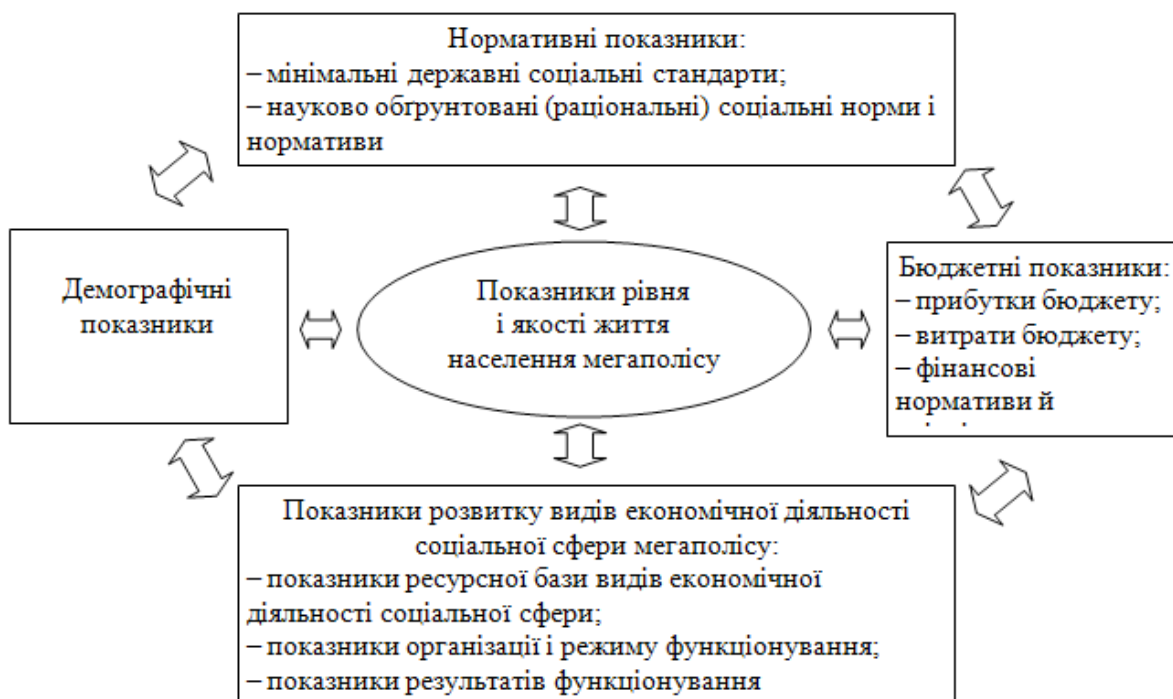 Нормативні показники:
– мінімальні державні соціальні стандарти;
– науково обґрунтовані (раціональні) соціальні норми і
нормативи
Демографічні
показники
Показники рівня
і якості життя
населення мегаполісу
Бюджетні показники:
– прибутки бюджету;
– витрати бюджету;
– фінансові
нормативи й
Показники розвитку видів економічної діяльності
соціальної сфери мегаполісу:
– показники ресурсної бази видів економічної
діяльності соціальної сфери;
– показники організації і режиму функціонування;
– показники результатів функціонування